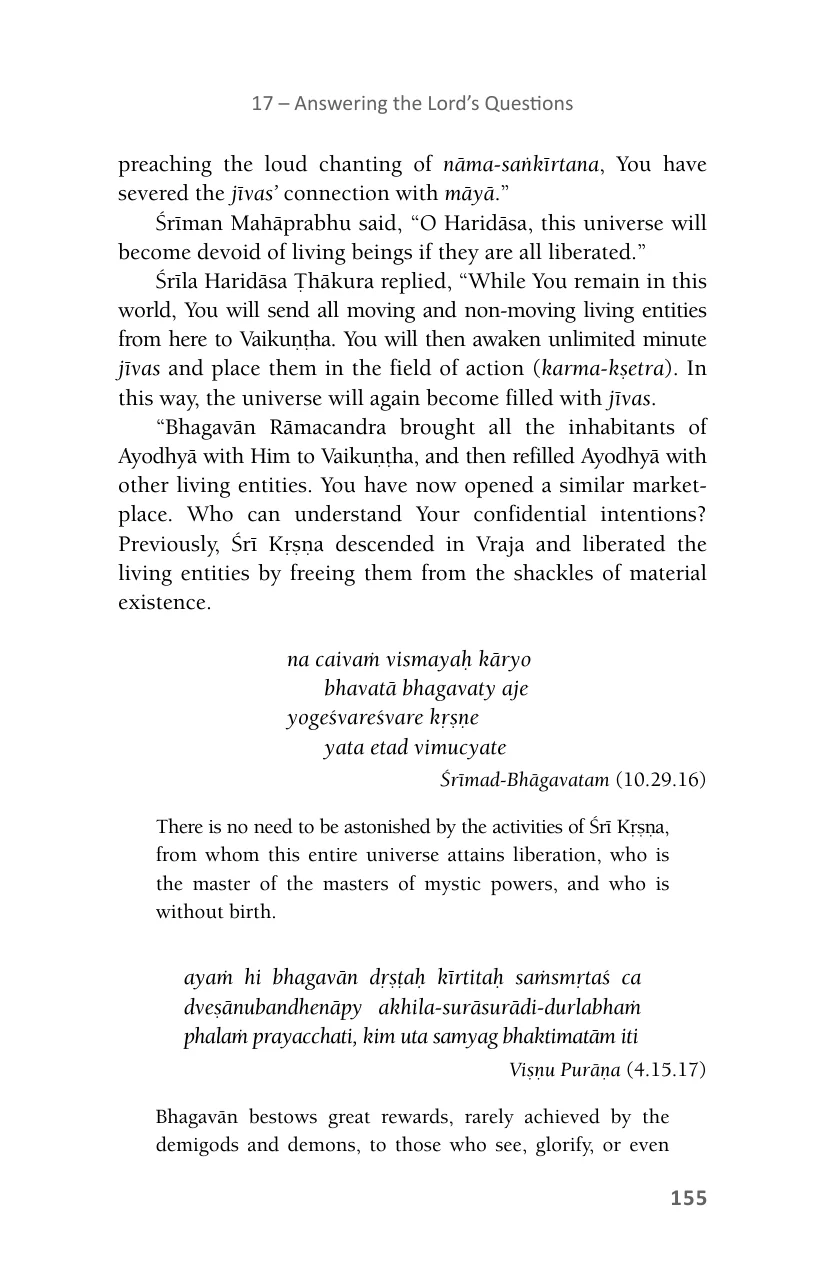 17 – Answering the Lord’s Questions
preaching the loud chanting of nāma-saṅkīrtana, You have
severed the jīvas’ connection with māyā.”
Śrīman Mahāprabhu said, “O Haridāsa, this universe will
become devoid of living beings if they are all liberated.”
Śrīla Haridāsa Ṭhākura replied, “While You remain in this
world, You will send all moving and non-moving living entities
from here to Vaikuṇṭha. You will then awaken unlimited minute
jīvas and place them in the field of action (karma-kṣetra). In
this way, the universe will again become filled with jīvas.
“Bhagavān Rāmacandra brought all the inhabitants of
Ayodhyā with Him to Vaikuṇṭha, and then refilled Ayodhyā with
other living entities. You have now opened a similar market-
place. Who can understand Your confidential intentions?
Previously, Śrī Kṛṣṇa descended in Vraja and liberated the
living entities by freeing them from the shackles of material
existence.
na caivaṁ vismayaḥ kāryo
bhavatā bhagavaty aje
yogeśvareśvare kṛṣṇe
yata etad vimucyate
Śrīmad-Bhāgavatam (10.29.16)
There is no need to be astonished by the activities of Śrī Kṛṣṇa,
from whom this entire universe attains liberation, who is
the master of the masters of mystic powers, and who is
without birth.
ayaṁ hi bhagavān dṛṣṭaḥ kīrtitaḥ saṁsmṛtaś ca
dveṣānubandhenāpy akhila-surāsurādi-durlabhaṁ
phalaṁ prayacchati, kim uta samyag bhaktimatām iti
Viṣṇu Purāṇa (4.15.17)
Bhagavān bestows great rewards, rarely achieved by the
demigods and demons, to those who see, glorify, or even
155